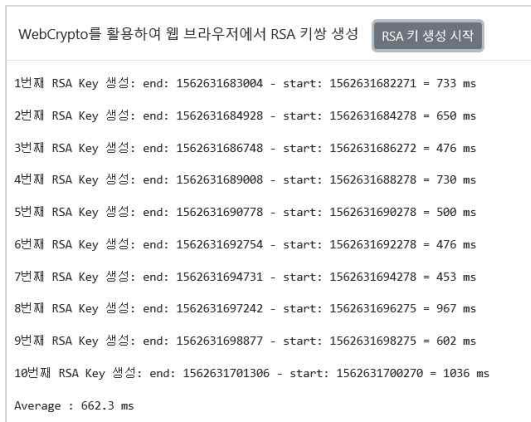 WebCrypto를 활용하여 웹 브라우저에서 RSA 키쌍 생성 RSA 키 생성 시작
1번째 RSA Key 생성: end: 1562631683004 - start: 1562631682271 = 733 ms
2번째 RSA Key 생성: end: 1562631684928 - start: 1562631684278 = 650 ms
3번째 RSA Key 생성: end: 1562631686748 - start: 1562631686272 = 476 ms
4번째 RSA Key 생성: end: 1562631689008 - start: 1562631688278 = 730 ms
5번째 RSA Key 생성: end: 1562631690778 - start: 1562631690278 = 500 ms
6번째 RSA Key 생성: end: 1562631692754 - start: 1562631692278 = 476 ms
7번째 RSA Key 생성: end: 1562631694731 - start: 1562631694278 = 453 ms
8번째 RSA Key 생성: end: 1562631697242 - start: 1562631696275 = 967 ms
9번째 RSA Key 생성: end: 1562631698877 - start: 1562631698275 = 602 ms
10번째 RSA Key 생성: end: 1562631701306 - start: 1562631700270 = 1036 ms
Average : 662.3 ms